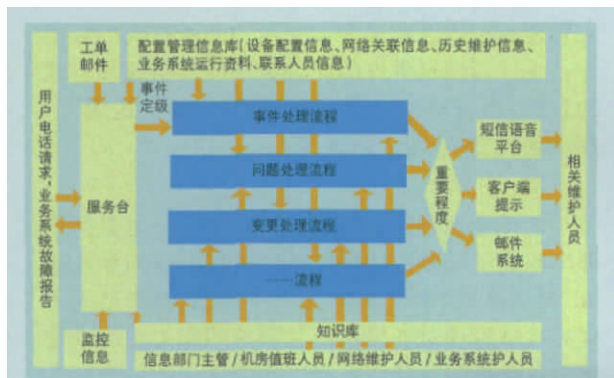 工单
邮件
配置管理信息库(设备配置信息、网络关联信息、历史维护信息、
业务系统运行资料、联系人员信息)
用户电话请求,业务系统故障报告
事件
定级
服务台
事件处理流程
问题处理流程
变更处理流程
……流程
重要程度
短信语音
平台
客户端
提示
邮件
系统
相关维护人员
监控
信息
知识库
信息部门主管/机房值班人员/网络维护人员/业务系统护人员